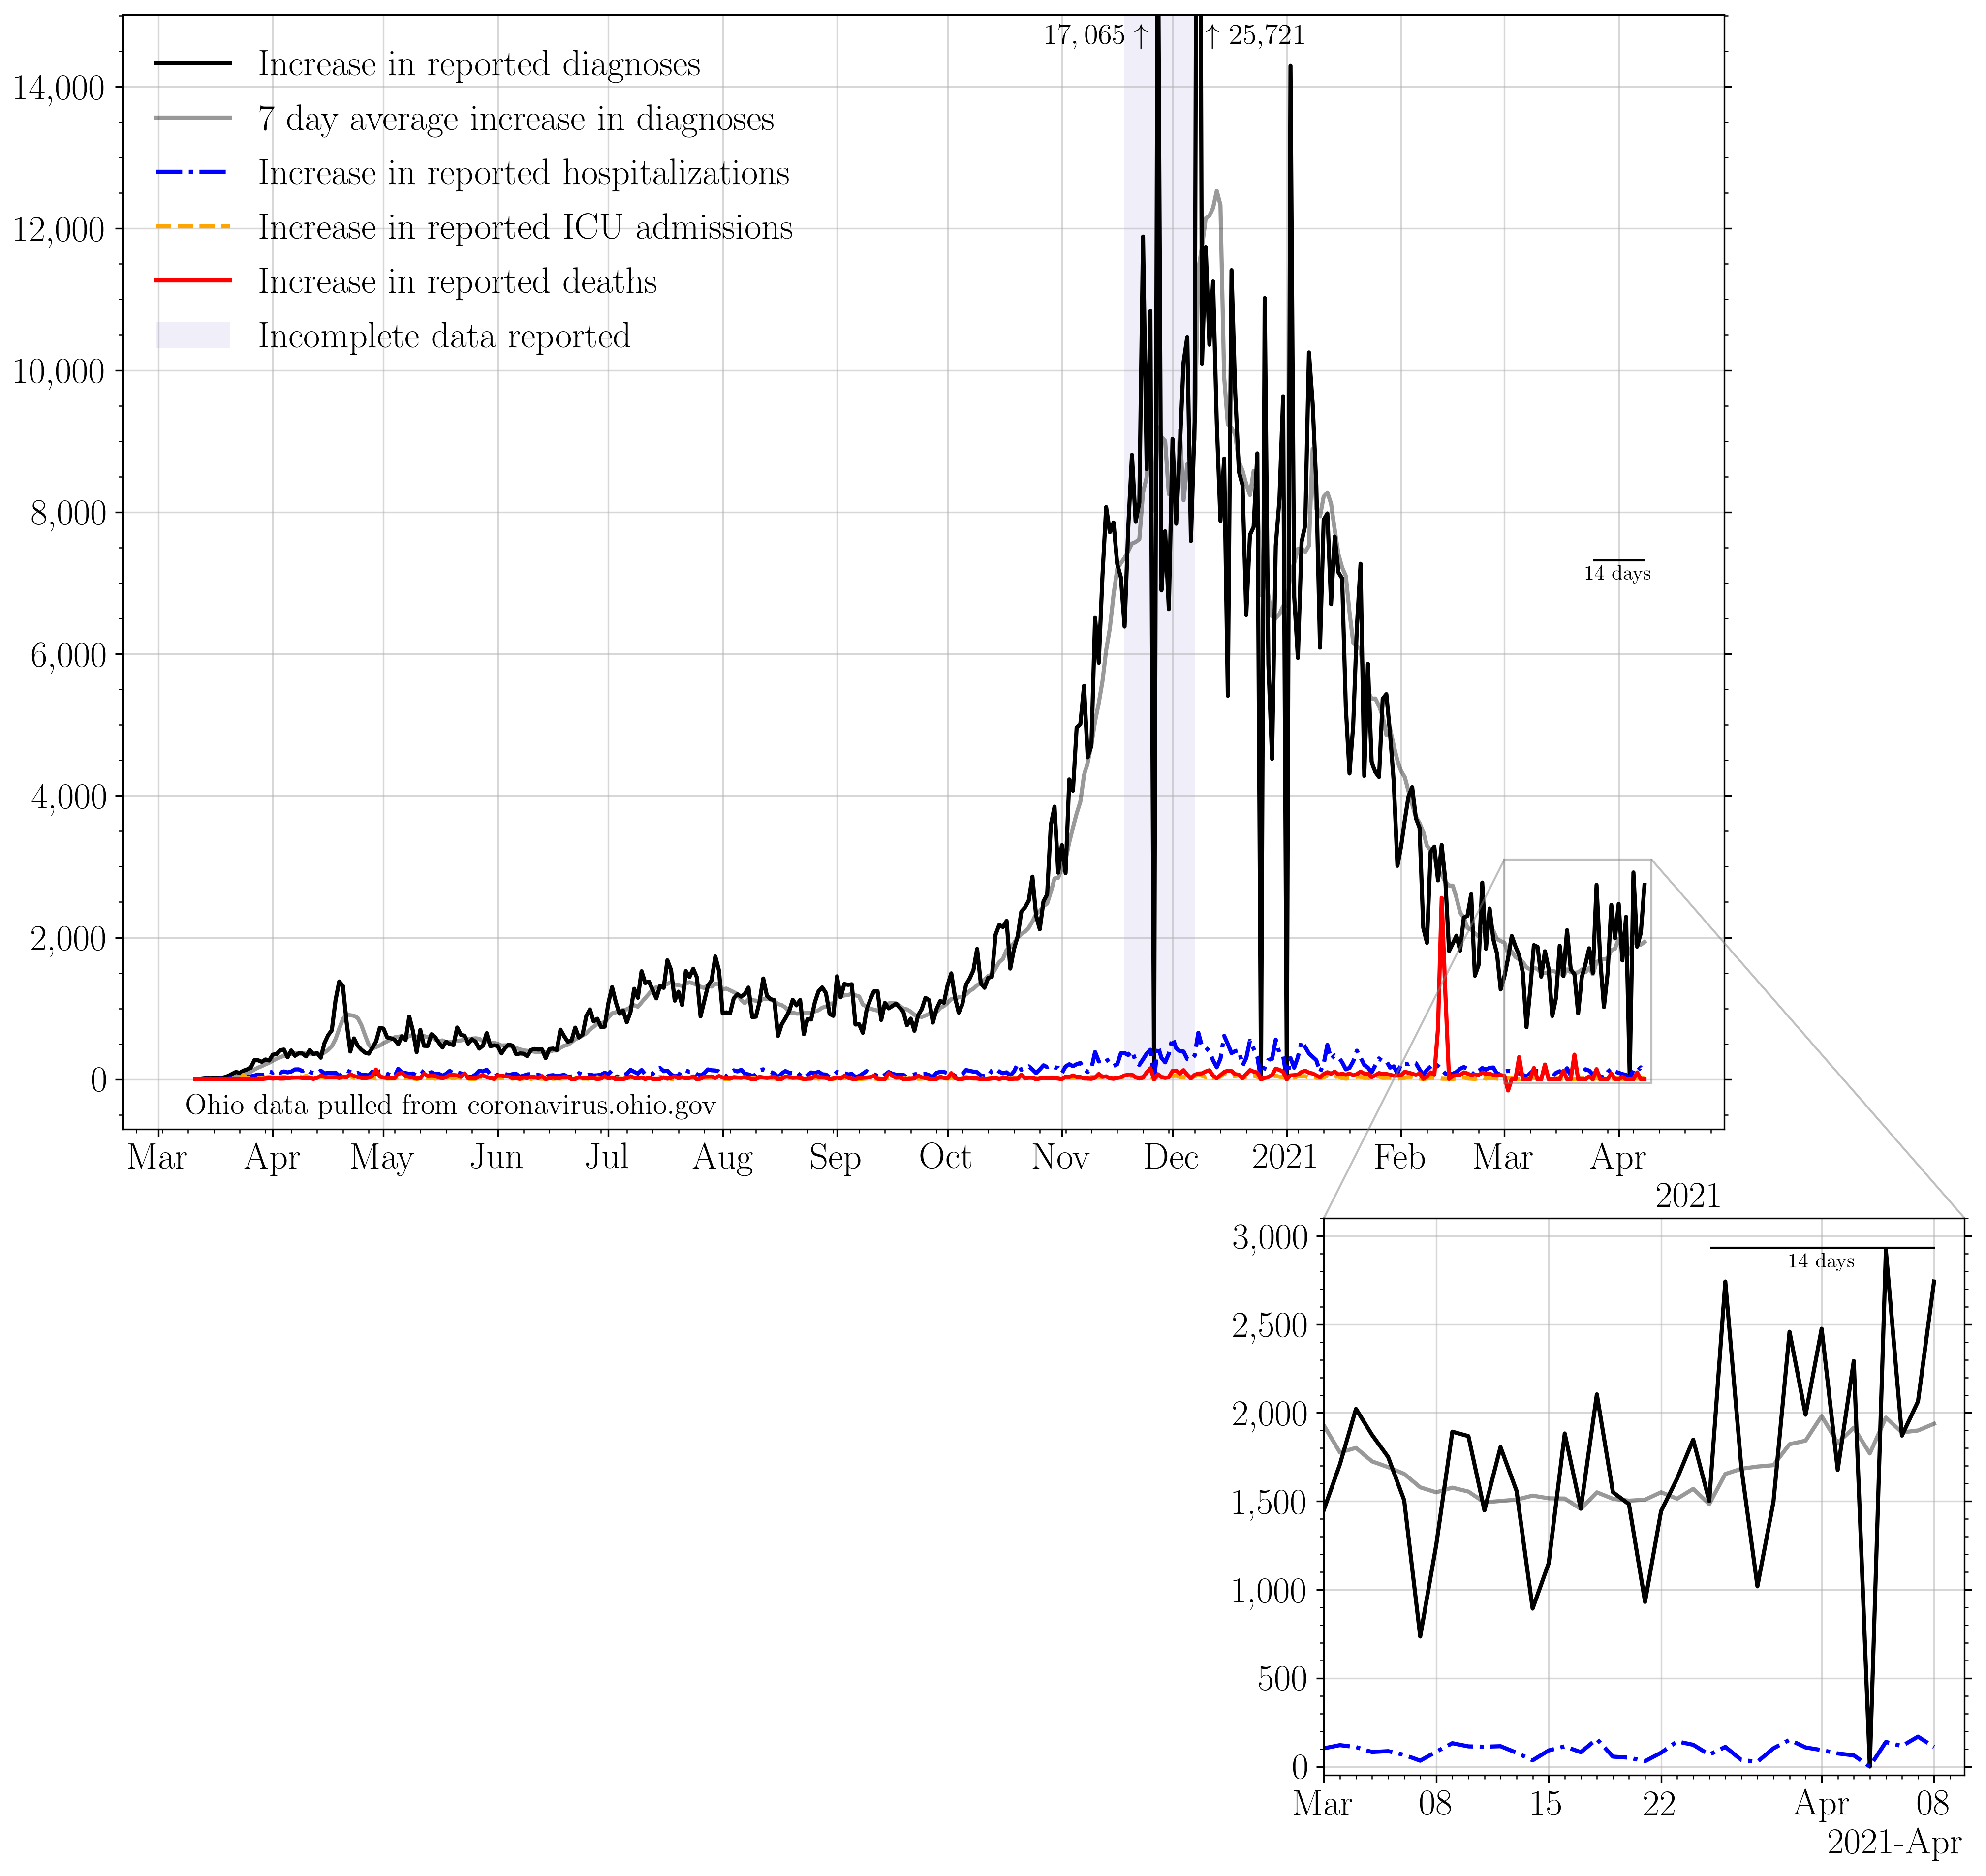 17,065 ↑ ↑ 25,721
Increase in reported diagnoses
7 day average increase in diagnoses
Increase in reported hospitalizations
Increase in reported ICU admissions
Increase in reported deaths
Incomplete data reported
14,000
12,000
10,000
8,000
6,000
4,000
2,000
0
14 days
Ohio data pulled from coronavirus.ohio.gov
Mar Apr May Jun Jul Aug Sep Oct Nov Dec 2021 Feb Mar Apr
2021
3,000
2,500
2,000
1,500
1,000
500
0
14 days
Mar 08 15 22 Apr 08
2021-Apr